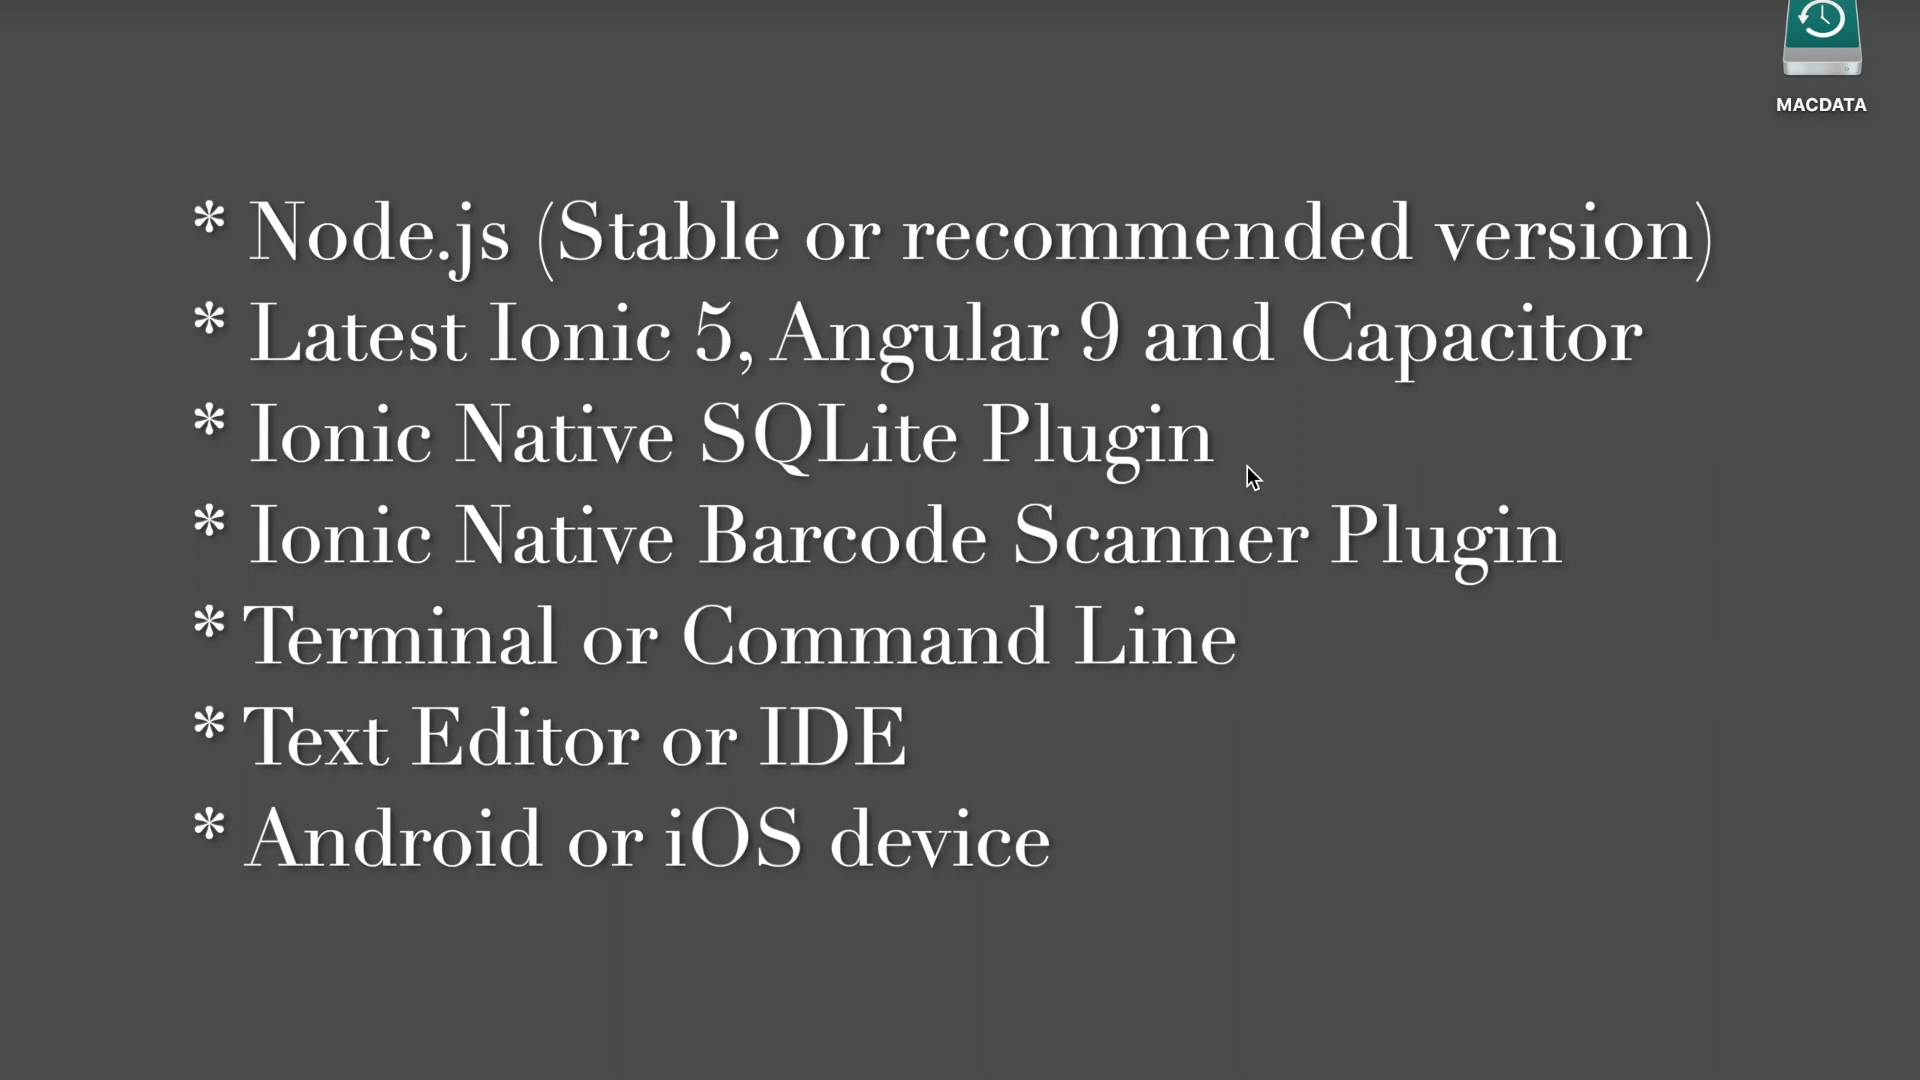 MACDATA
* Node.js (Stable or recommended version)
* Latest Ionic 5, Angular 9 and Capacitor
* Ionic Native SQLite Plugin
* Ionic Native Barcode Scanner Plugin
* Terminal or Command Line
* Text Editor or IDE
* Android or iOS device